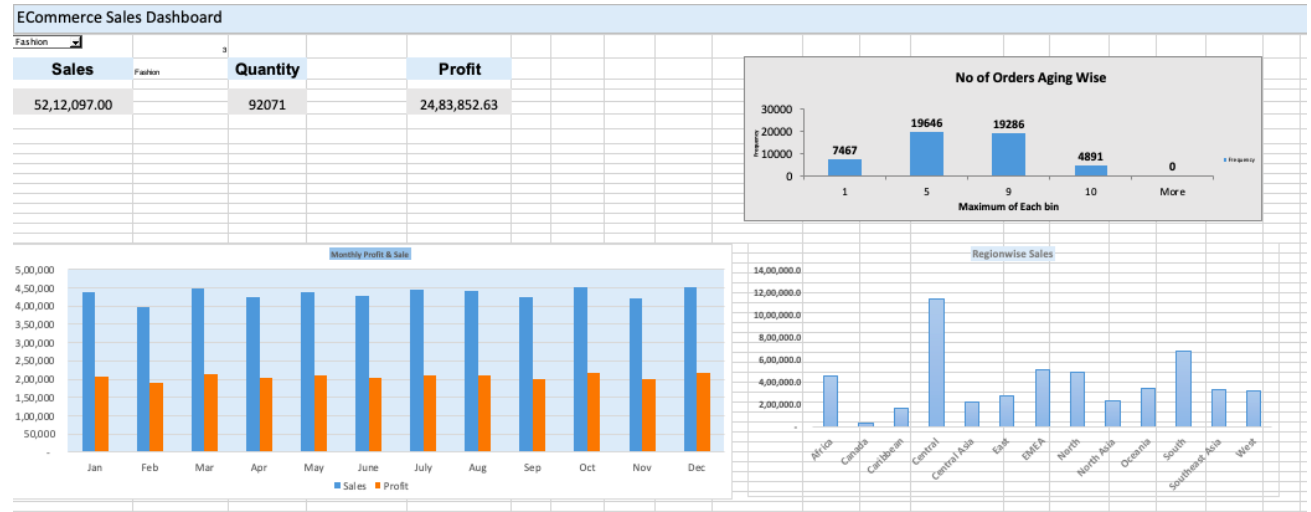 ECommerce Sales Dashboard
Fashion
3
Sales Fashion Quantity Profit
52,12,097.00 92071 24,83,852.63
No of Orders Aging Wise
Frequency
30000
20000
10000
0
7467 19646 19286 4891 0
1 5 9 10 More
Maximum of Each bin
Frequency
Monthly Profit & Sale
5,00,000
4,50,000
4,00,000
3,50,000
3,00,000
2,50,000
2,00,000
1,50,000
1,00,000
50,000
-
Jan Feb Mar Apr May June July Aug Sep Oct Nov Dec
Sales Profit
Regionwise Sales
14,00,000.0
12,00,000.0
10,00,000.0
8,00,000.0
6,00,000.0
4,00,000.0
2,00,000.0
-
Africa Canada Caribbean Central Central Asia East EMEA North North Asia Oceania South Southeast Asia West